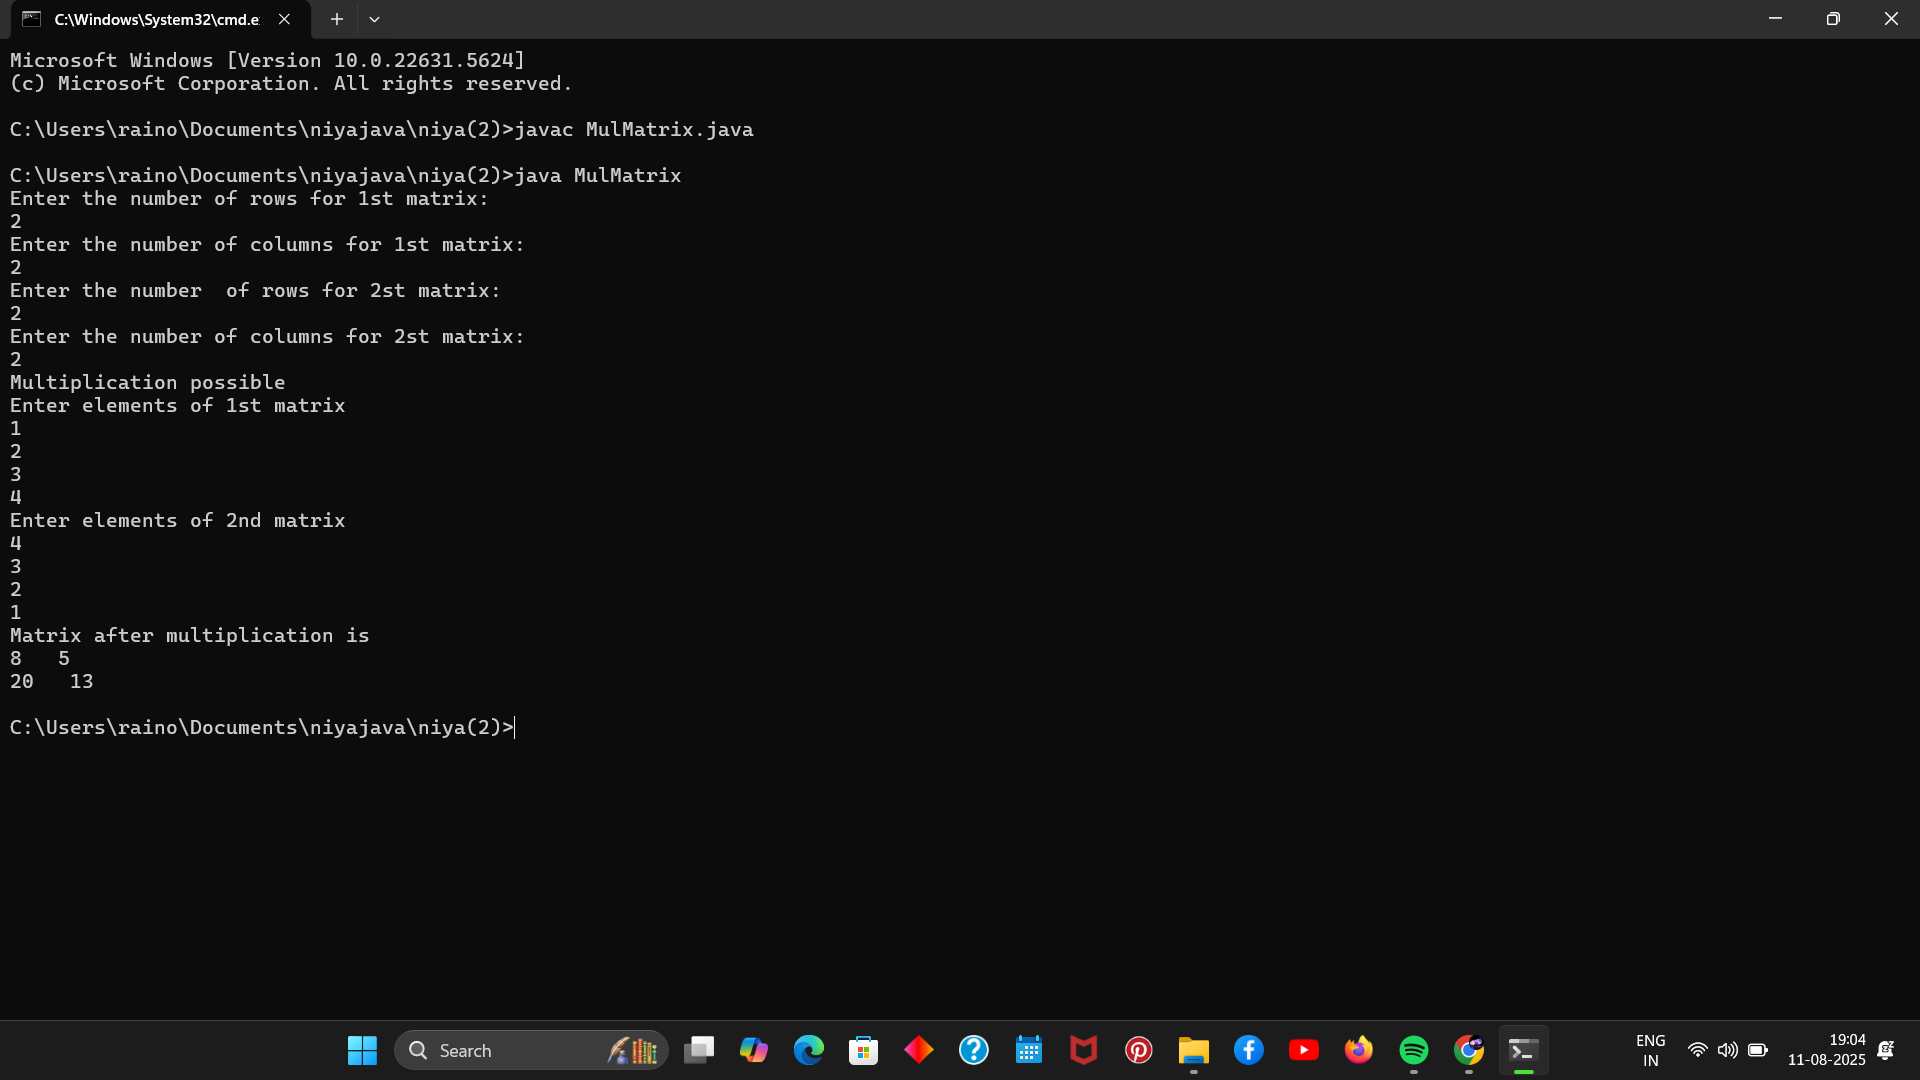 C:\Windows\System32\cmd.e
Microsoft Windows [Version 10.0.22631.5624]
(c) Microsoft Corporation. All rights reserved.
C:\Users\raino\Documents\niyajava\niya(2)>javac MulMatrix.java
C:\Users\raino\Documents\niyajava\niya(2)>java MulMatrix
Enter the number of rows for 1st matrix:
2
Enter the number of columns for 1st matrix:
2
Enter the number  of rows for 2st matrix:
2
Enter the number of columns for 2st matrix:
2
Multiplication possible
Enter elements of 1st matrix
1
2
3
4
Enter elements of 2nd matrix
4
3
2
1
Matrix after multiplication is
8   5
20   13
C:\Users\raino\Documents\niyajava\niya(2)>
Search
ENG
IN
19:04
11-08-2025